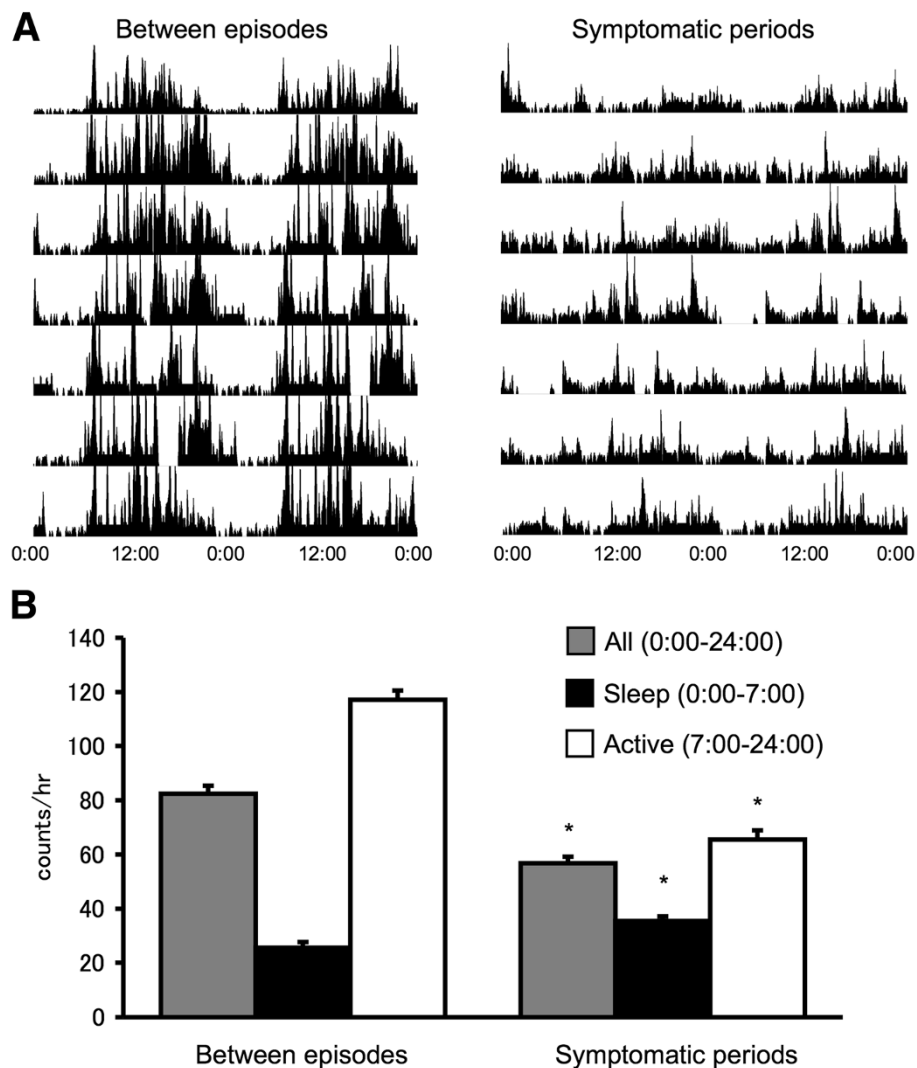 A
Between episodes
Symptomatic periods
0:00 12:00 0:00 12:00 0:00
0:00 12:00 0:00 12:00 0:00
B
counts/hr
140
120
100
80
60
40
20
0
All (0:00-24:00)
Sleep (0:00-7:00)
Active (7:00-24:00)
*
*
*
Between episodes
Symptomatic periods